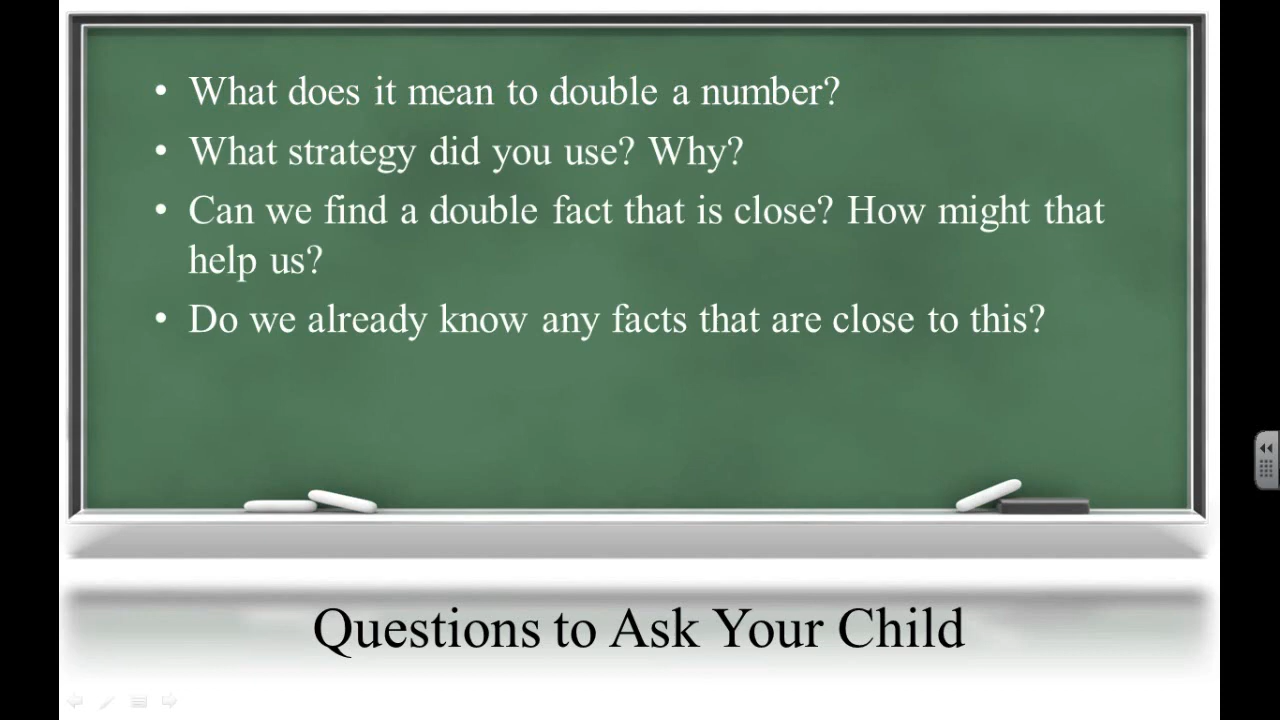 • What does it mean to double a number?
• What strategy did you use? Why?
• Can we find a double fact that is close? How might that
help us?
• Do we already know any facts that are close to this?
Questions to Ask Your Child